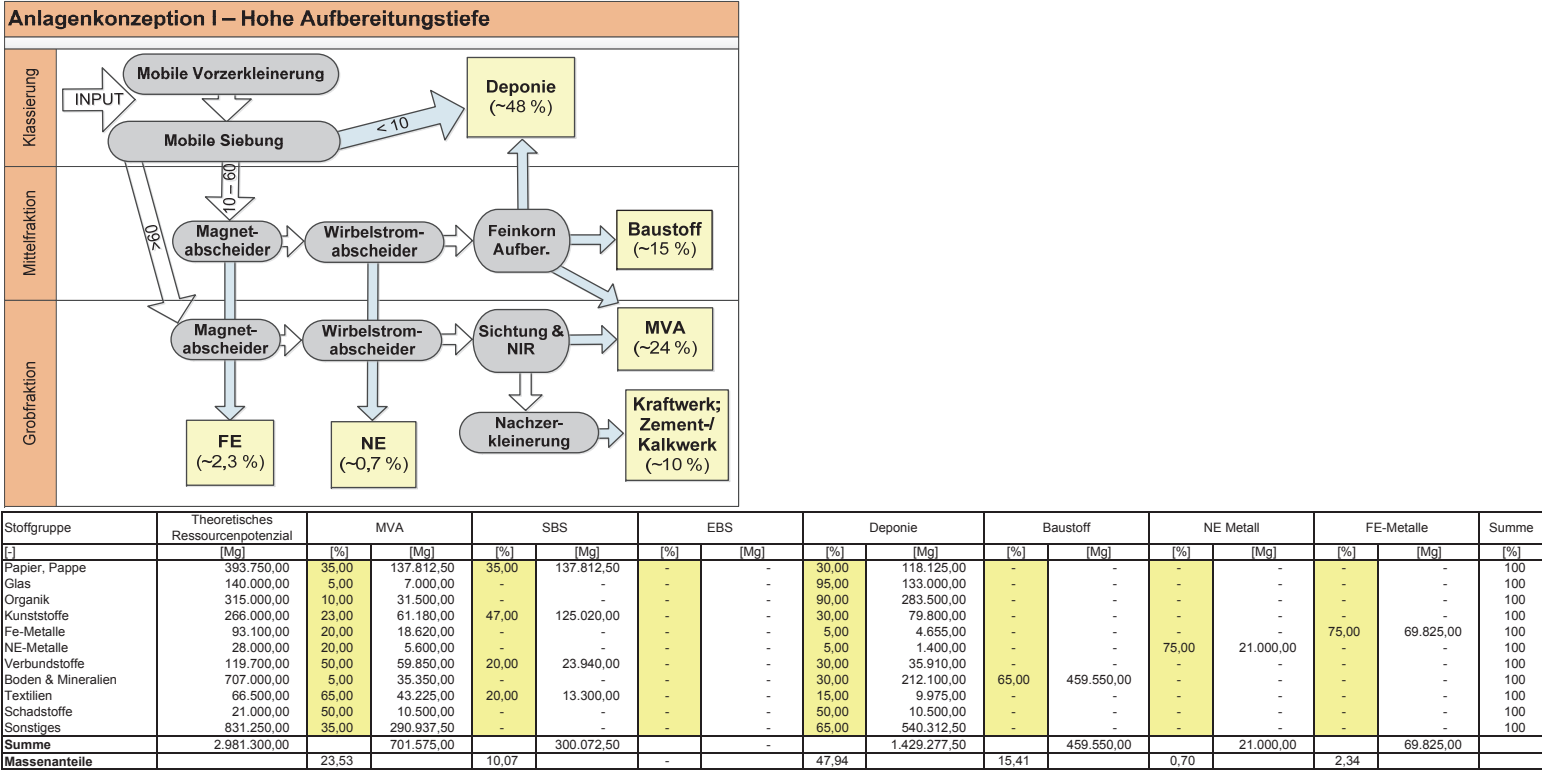 Anlagenkonzeption I – Hohe Aufbereitungstiefe
Klassierung
INPUT
Mobile Vorzerkleinerung
Mobile Siebung
< 10
Deponie
(~48 %)
Mittelfraktion
10 – 60
>60
Magnet-
abscheider
Wirbelstrom-
abscheider
Feinkorn
Aufber.
Baustoff
(~15 %)
Grobfraktion
Magnet-
abscheider
Wirbelstrom-
abscheider
Sichtung &
NIR
MVA
(~24 %)
Nachzer-
kleinerung
Kraftwerk;
Zement-/
Kalkwerk
(~10 %)
FE
(~2,3 %)
NE
(~0,7 %)
Stoffgruppe Theoretisches Ressourcenpotenzial MVA SBS EBS Deponie Baustoff NE Metall FE-Metalle Summe
[-] [Mg] [%] [Mg] [%] [Mg] [%] [Mg] [%] [Mg] [%] [Mg] [%] [Mg] [%] [Mg] [%]
Papier, Pappe 393.750,00 35,00 137.812,50 35,00 137.812,50 - - 30,00 118.125,00 - - - - - - 100
Glas 140.000,00 5,00 7.000,00 - - - - 95,00 133.000,00 - - - - - - 100
Organik 315.000,00 10,00 31.500,00 - - - - 90,00 283.500,00 - - - - - - 100
Kunststoffe 266.000,00 23,00 61.180,00 47,00 125.020,00 - - 30,00 79.800,00 - - - - - - 100
Fe-Metalle 93.100,00 20,00 18.620,00 - - - - 5,00 4.655,00 - - - - 75,00 69.825,00 100
NE-Metalle 28.000,00 20,00 5.600,00 - - - - 5,00 1.400,00 - - 75,00 21.000,00 - - 100
Verbundstoffe 119.700,00 50,00 59.850,00 20,00 23.940,00 - - 30,00 35.910,00 - - - - - - 100
Boden & Mineralien 707.000,00 5,00 35.350,00 - - - - 30,00 212.100,00 65,00 459.550,00 - - - - 100
Textilien 66.500,00 65,00 43.225,00 20,00 13.300,00 - - 15,00 9.975,00 - - - - - - 100
Schadstoffe 21.000,00 50,00 10.500,00 - - - - 50,00 10.500,00 - - - - - - 100
Sonstiges 831.250,00 35,00 290.937,50 - - - - 65,00 540.312,50 - - - - - - 100
Summe 2.981.300,00 701.575,00 300.072,50 - 1.429.277,50 459.550,00 21.000,00 69.825,00
Massenanteile 23,53 10,07 - 47,94 15,41 0,70 2,34